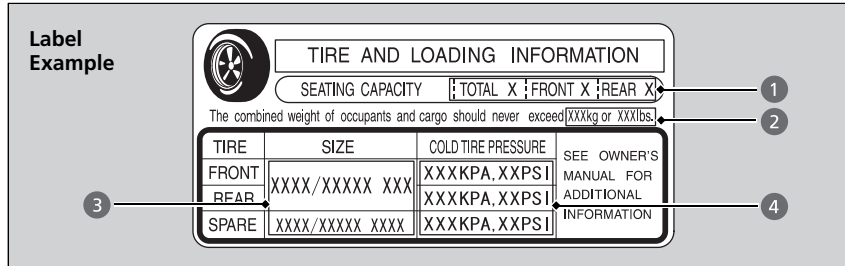 Label
Example
TIRE AND LOADING INFORMATION
SEATING CAPACITY TOTAL X FRONT X REAR X
1
The combined weight of occupants and cargo should never exceed XXXkg or XXXlbs.
2
TIRE SIZE COLD TIRE PRESSURE
SEE OWNER'S
MANUAL FOR
ADDITIONAL
INFORMATION
FRONT XXXX/XXXXX XXX XXXKPA,XXPSI
REAR XXXKPA,XXPSI
SPARE XXXX/XXXXX XXXX XXXKPA,XXPSI
3
4